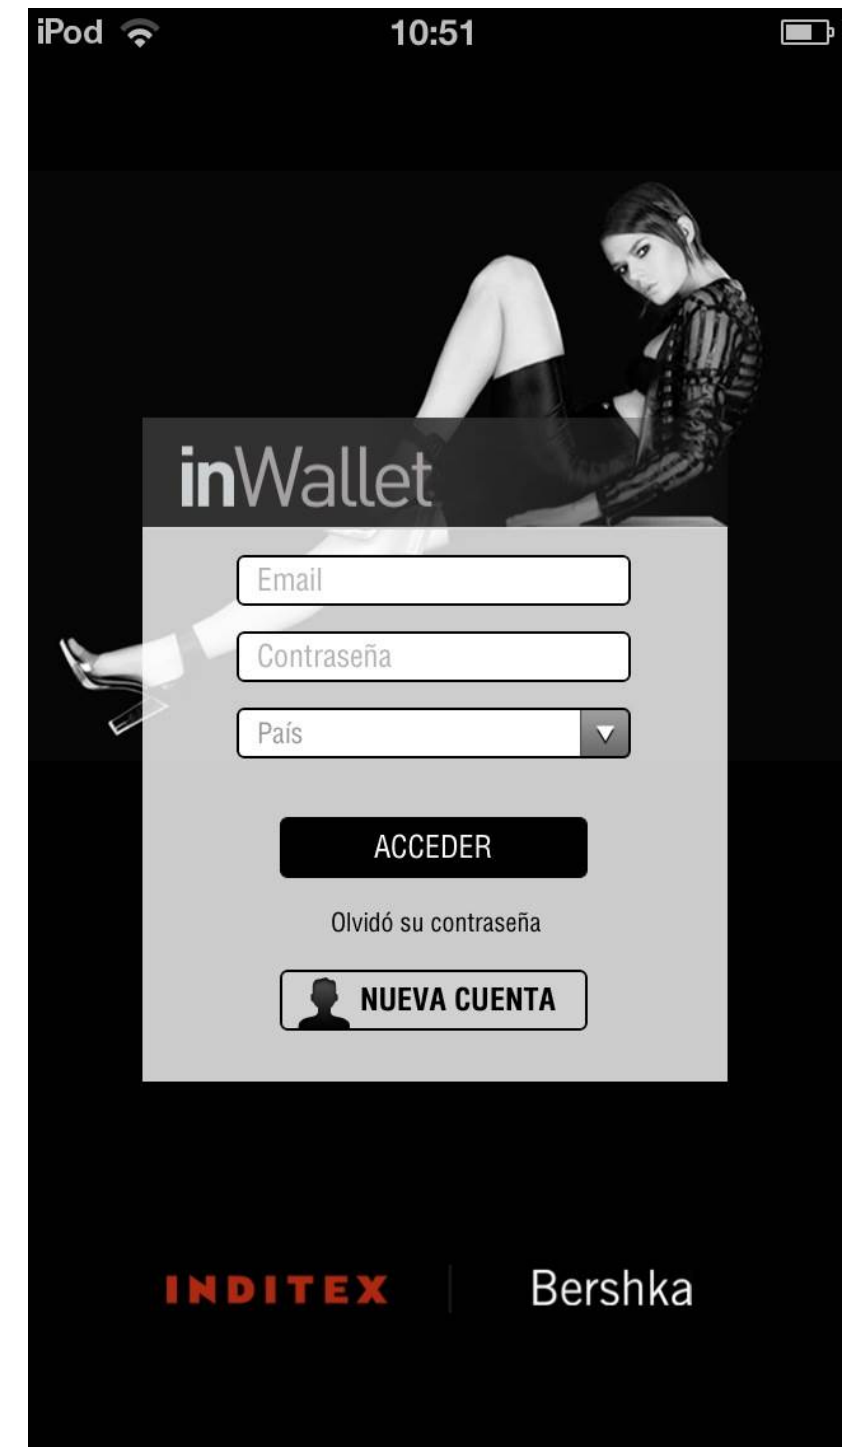 iPod 10:51
inWallet
Email
Contraseña
País
ACCEDER
Olvidó su contraseña
NUEVA CUENTA
INDITEX Bershka